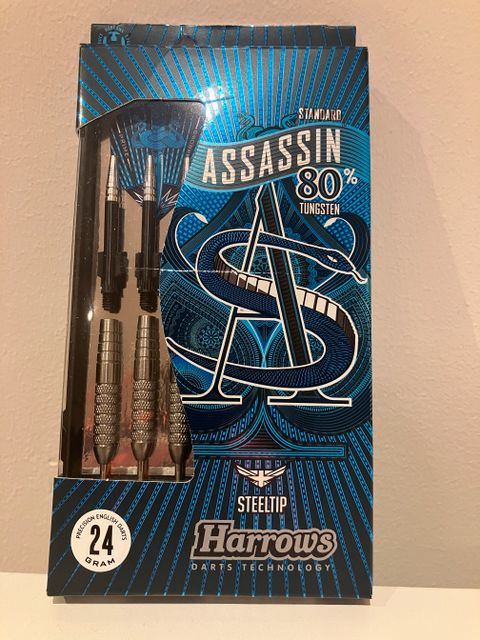 STANDARD
ASSASSIN
80%
TUNGSTEN
STEELTIP
PRECISION ENGLISH DARTS
24
GRAM
Harrows
DARTS TECHNOLOGY